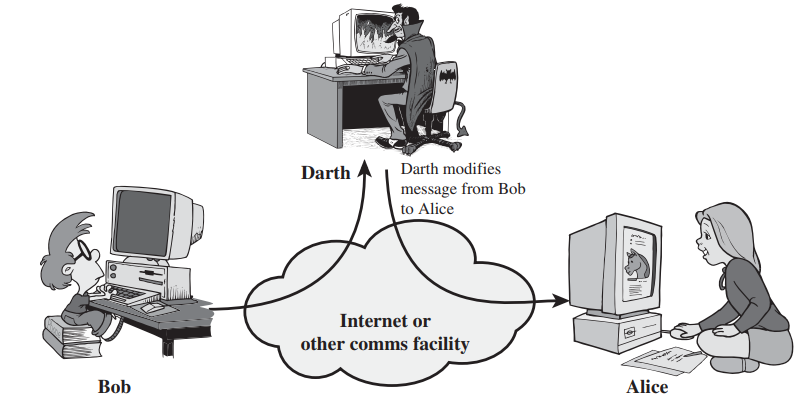 Darth
Darth modifies
message from Bob
to Alice
Internet or
other comms facility
Bob
Alice